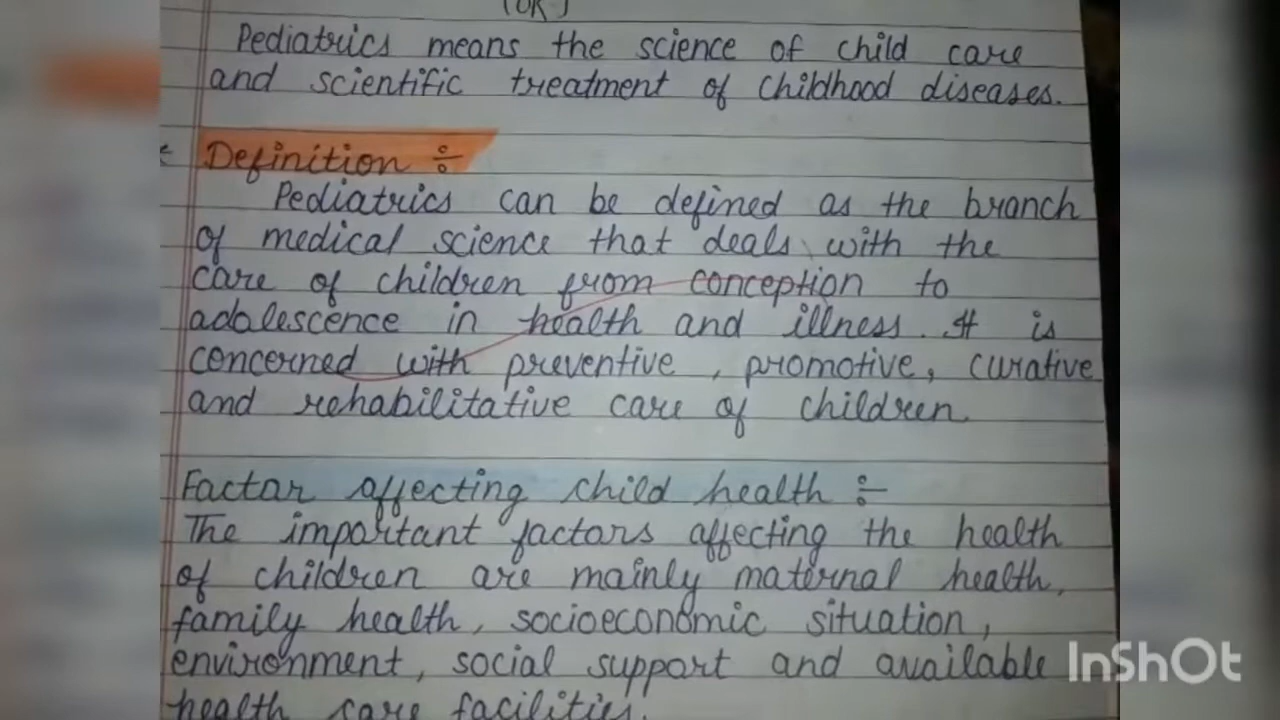 (OR)
Pediatrics means the science of child care
and scientific treatment of childhood diseases.
Definition ÷
Pediatrics can be defined as the branch
of medical science that deals with the
care of children from conception to
adolescence in health and illness. It is
concerned with preventive, promotive, curative
and rehabilitative care of children.
Factor affecting child health ÷
The important factors affecting the health
of children are mainly maternal health,
family health, socioeconomic situation,
environment, social support and available
health care facilities.
InShOt